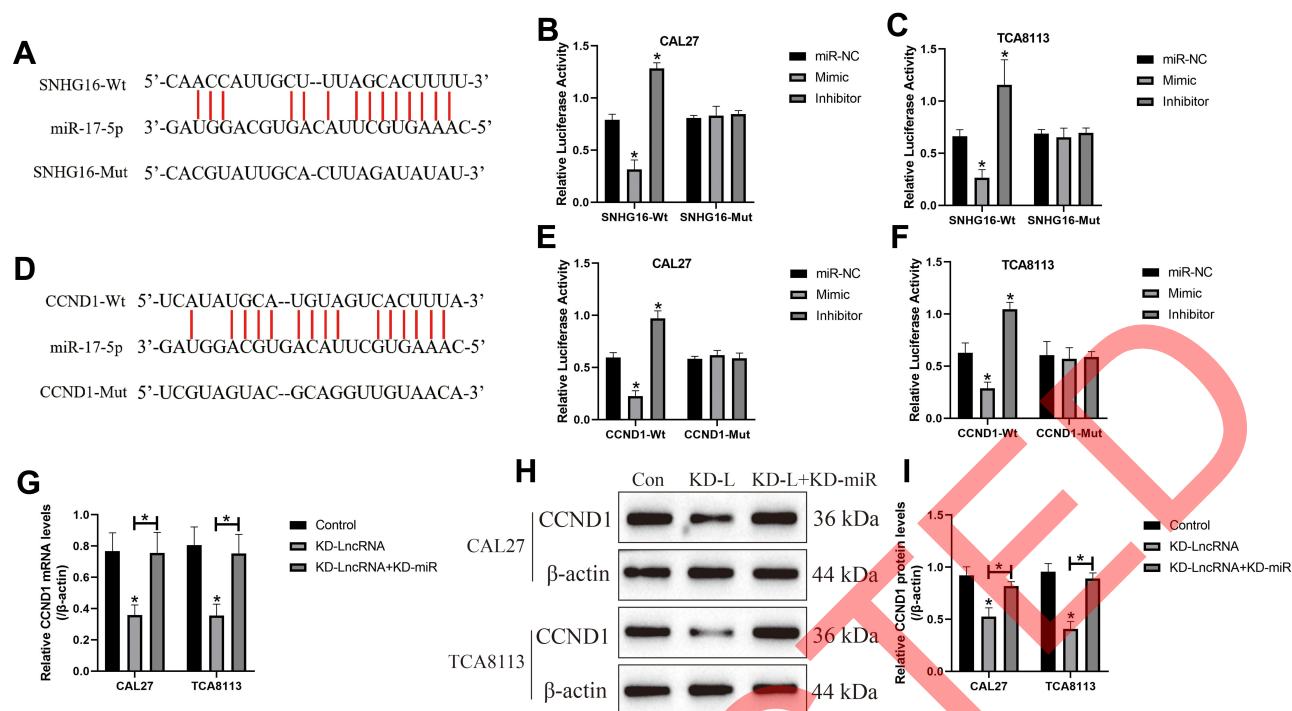 A
SNHG16-Wt 5’-CAACCAUUGCU--UUAGCACUUUU-3’
miR-17-5p 3’-GAUGGACGUGACAUUCGUGAAAC-5’
SNHG16-Mut 5’-CACGUAUUGCA-CUUAGAUAUAU-3’
B
CAL27
Relative Luciferase Activity
1.5
1.0
0.5
0.0
*
*
SNHG16-Wt SNHG16-Mut
miR-NC
Mimic
Inhibitor
C
TCA8113
Relative Luciferase Activity
1.5
1.0
0.5
0.0
*
*
SNHG16-Wt SNHG16-Mut
miR-NC
Mimic
Inhibitor
D
CCND1-Wt 5’-UCAUAUGCA--UGUAGUCACUUUA-3’
miR-17-5p 3’-GAUGGACGUGACAUUCGUGAAAC-5’
CCND1-Mut 5’-UCGUAGUAC--GCAGGUUGUAACA-3’
E
CAL27
Relative Luciferase Activity
1.5
1.0
0.5
0.0
*
*
CCND1-Wt CCND1-Mut
miR-NC
Mimic
Inhibitor
F
TCA8113
Relative Luciferase Activity
1.5
1.0
0.5
0.0
*
*
CCND1-Wt CCND1-Mut
miR-NC
Mimic
Inhibitor
G
Relative CCND1 mRNA levels
(/β-actin)
1.0
0.8
0.6
0.4
0.2
0.0
*
*
*
*
CAL27 TCA8113
Control
KD-LncRNA
KD-LncRNA+KD-miR
H
Con KD-L KD-L+KD-miR
CAL27
CCND1 36 kDa
β-actin 44 kDa
TCA8113
CCND1 36 kDa
β-actin 44 kDa
I
Relative CCND1 protein levels
(/β-actin)
1.5
1.0
0.5
0.0
*
*
*
*
CAL27 TCA8113
Control
KD-LncRNA
KD-LncRNA+KD-miR
TED